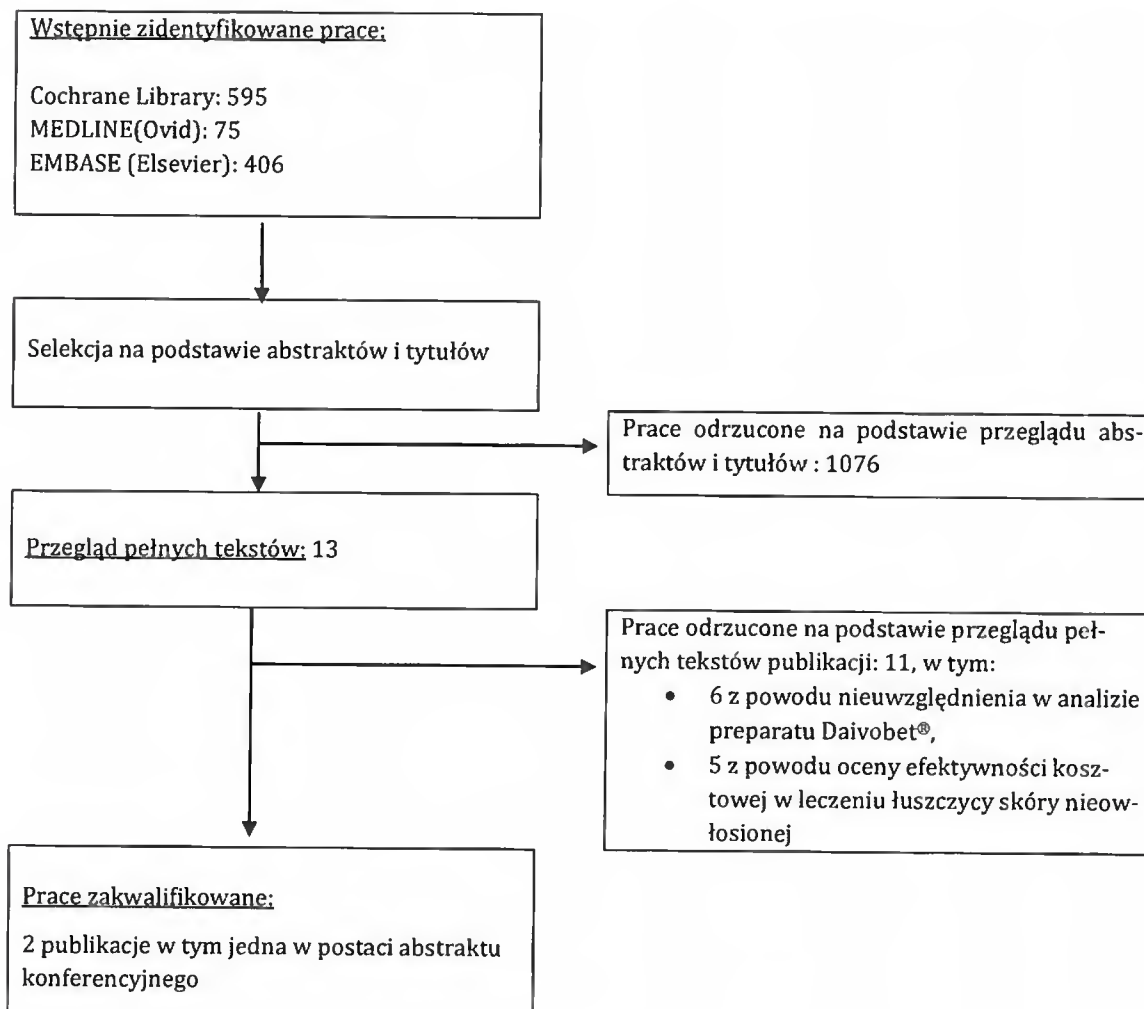 Wstępnie zidentyfikowane prace:
Cochrane Library: 595
MEDLINE(Ovid): 75
EMBASE (Elsevier): 406
Selekcja na podstawie abstraktów i tytułów
Prace odrzucone na podstawie przeglądu abs-
traktów i tytułów : 1076
Przegląd pełnych tekstów: 13
Prace odrzucone na podstawie przeglądu peł-
nych tekstów publikacji: 11, w tym:
• 6 z powodu nieuwzględnienia w analizie
preparatu Daivobet®,
• 5 z powodu oceny efektywności kosz-
towej w leczeniu łuszczycy skóry nieow-
łosionej
Prace zakwalifikowane:
2 publikacje w tym jedna w postaci abstraktu
konferencyjnego